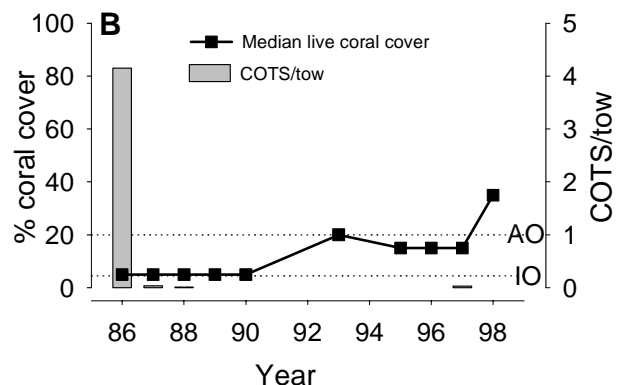 B
Median live coral cover
COTS/tow
% coral cover
100
80
60
40
20
0
5
4
3
2
1
0
COTS/tow
AO
IO
86 88 90 92 94 96 98
Year